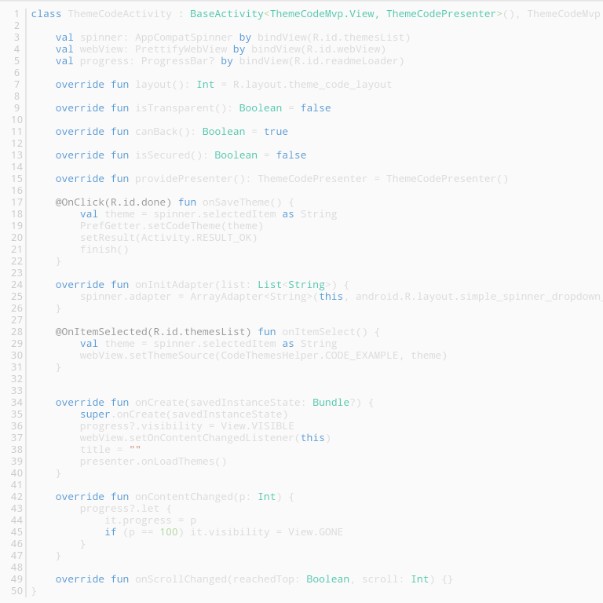 1 class ThemeCodeActivity : BaseActivity<ThemeCodeMvp.View, ThemeCodePresenter>(), ThemeCodeMvp
3 val spinner: AppCompatSpinner by bindView(R.id.themesList)
4 val webView: PrettifyWebView by bindView(R.id.webView)
5 val progress: ProgressBar? by bindView(R.id.readmeLoader)
6
7 override fun layout(): Int = R.layout.theme_code_layout
8
9 override fun isTransparent(): Boolean = false
10
11 override fun canBack(): Boolean = true
12
13 override fun isSecured(): Boolean = false
14
15 override fun providePresenter(): ThemeCodePresenter = ThemeCodePresenter()
16
17 @OnClick(R.id.done) fun onSaveTheme() {
18 val theme = spinner.selectedItem as String
19 PrefGetter.setCodeTheme(theme)
20 setResult(Activity.RESULT_OK)
21 finish()
22 }
23
24 override fun onInitAdapter(list: List<String>) {
25 spinner.adapter = ArrayAdapter<String>(this, android.R.layout.simple_spinner_dropdown_
26 }
27
28 @OnItemSelected(R.id.themesList) fun onItemSelect() {
29 val theme = spinner.selectedItem as String
30 webView.setThemeSource(CodeThemesHelper.CODE_EXAMPLE, theme)
31 }
32
33
34 override fun onCreate(savedInstanceState: Bundle?) {
35 super.onCreate(savedInstanceState)
36 progress?.visibility = View.VISIBLE
37 webView.setOnContentChangedListener(this)
38 title = ""
39 presenter.onLoadThemes()
40 }
41
42 override fun onContentChanged(p: Int) {
43 progress?.let {
44 it.progress = p
45 if (p == 100) it.visibility = View.GONE
46 }
47 }
48
49 override fun onScrollChanged(reachedTop: Boolean, scroll: Int) {}
50 }